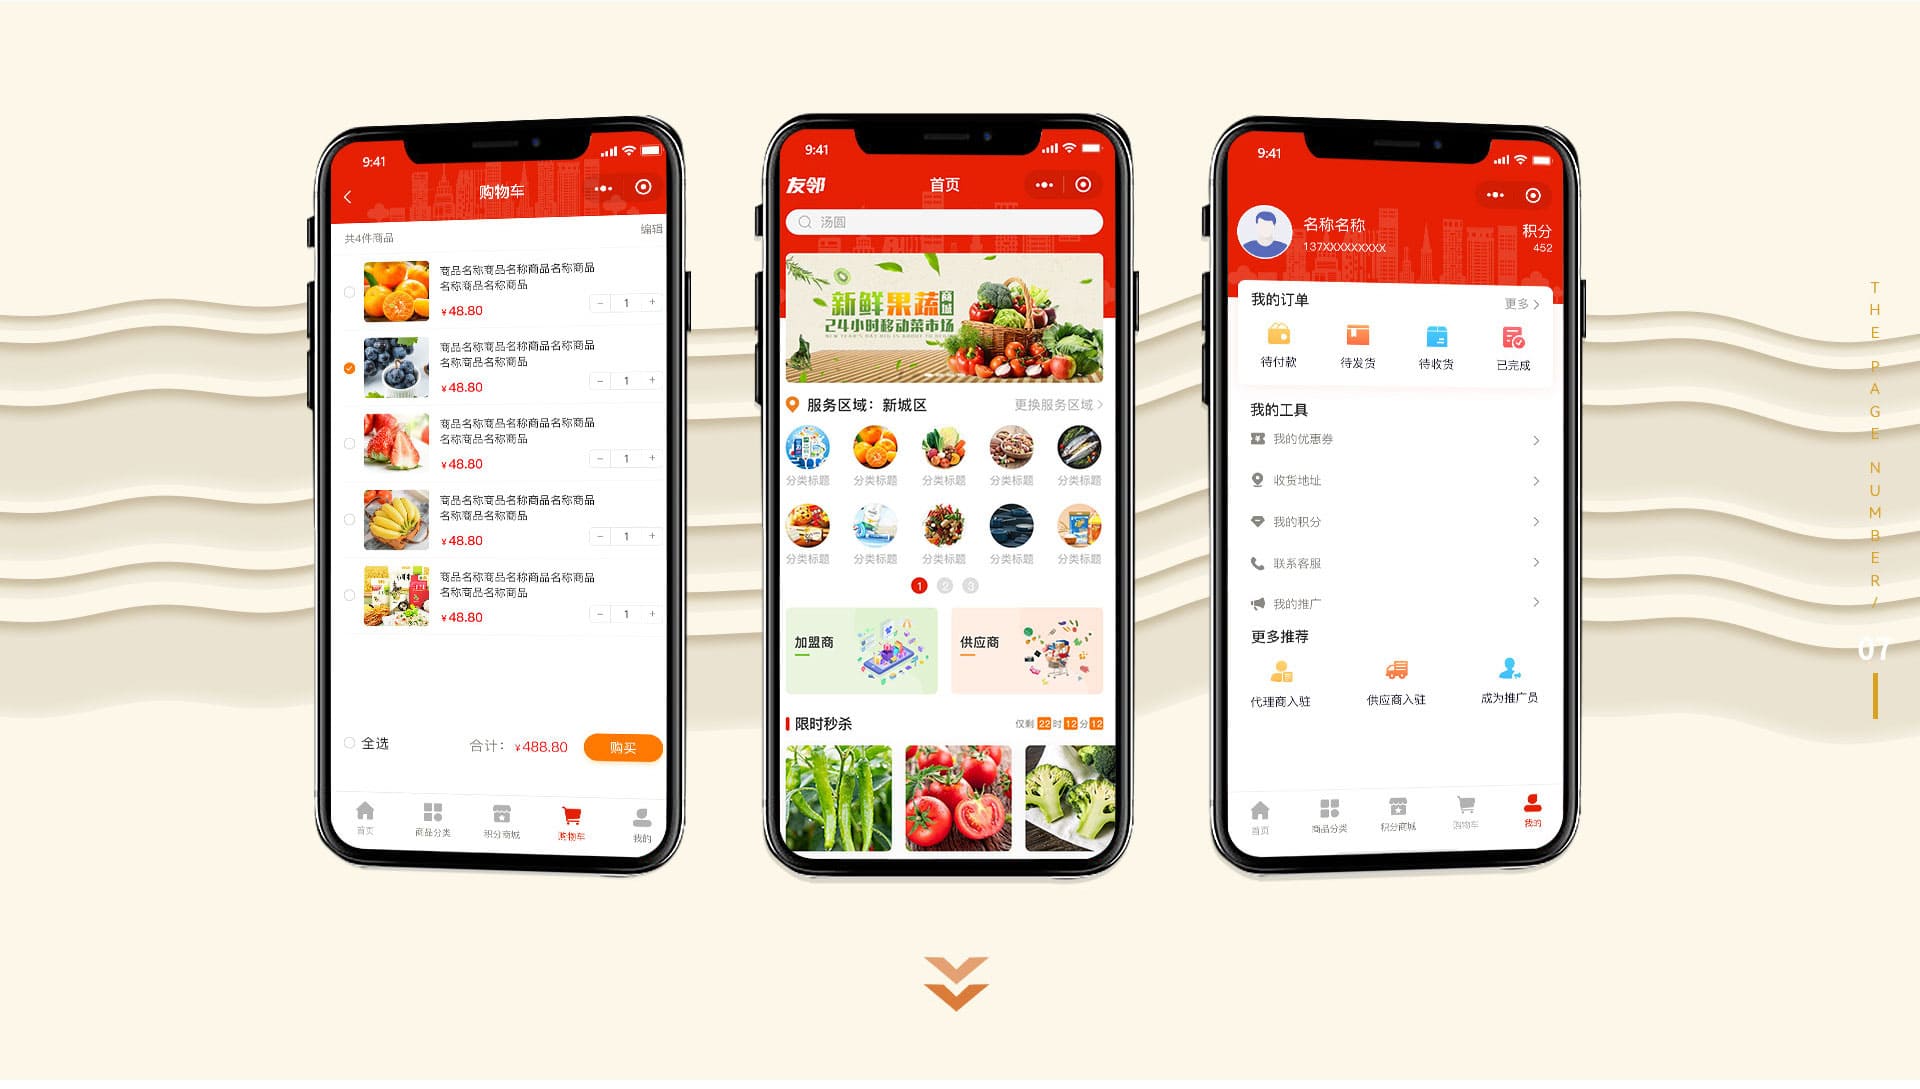 9:41
购物车
共4件商品
编辑
商品名称商品名称商品名称商品
名称商品名称商品
¥48.80
- 1 +
商品名称商品名称商品名称商品
名称商品名称商品
¥48.80
- 1 +
商品名称商品名称商品名称商品
名称商品名称商品
¥48.80
- 1 +
商品名称商品名称商品名称商品
名称商品名称商品
¥48.80
- 1 +
商品名称商品名称商品名称商品
名称商品名称商品
¥48.80
- 1 +
全选 合计：¥488.80 购买
首页 商品分类 积分商城 购物车 我的
9:41
友邻 首页
汤圆
新鲜果蔬商城
24小时移动菜市场
服务区域：新城区 更换服务区域
分类标题 分类标题 分类标题 分类标题 分类标题
分类标题 分类标题 分类标题 分类标题 分类标题
1 2 3
加盟商 供应商
限时秒杀 仅剩 22 时 12 分 12
9:41
名称名称 积分
137XXXXXXXXX 452
我的订单 更多
待付款 待发货 待收货 已完成
我的工具
我的优惠券
收货地址
我的积分
联系客服
我的推广
更多推荐
代理商入驻 供应商入驻 成为推广员
首页 商品分类 积分商城 购物车 我的
THE PAGE NUMBER/
07